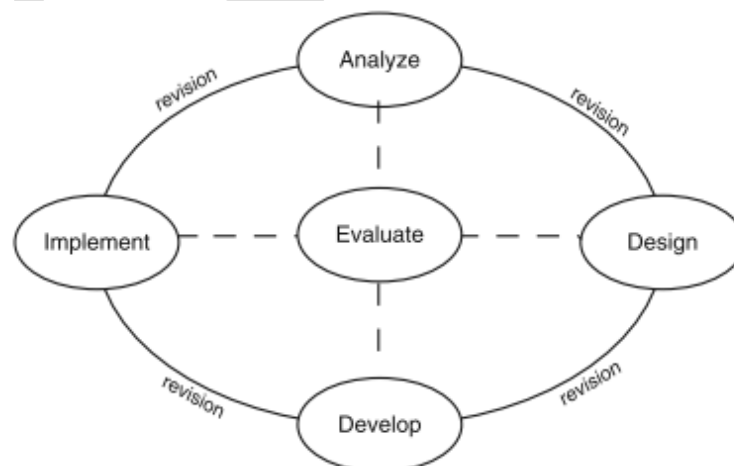 Analyze
revision
revision
Implement
Evaluate
Design
revision
revision
Develop